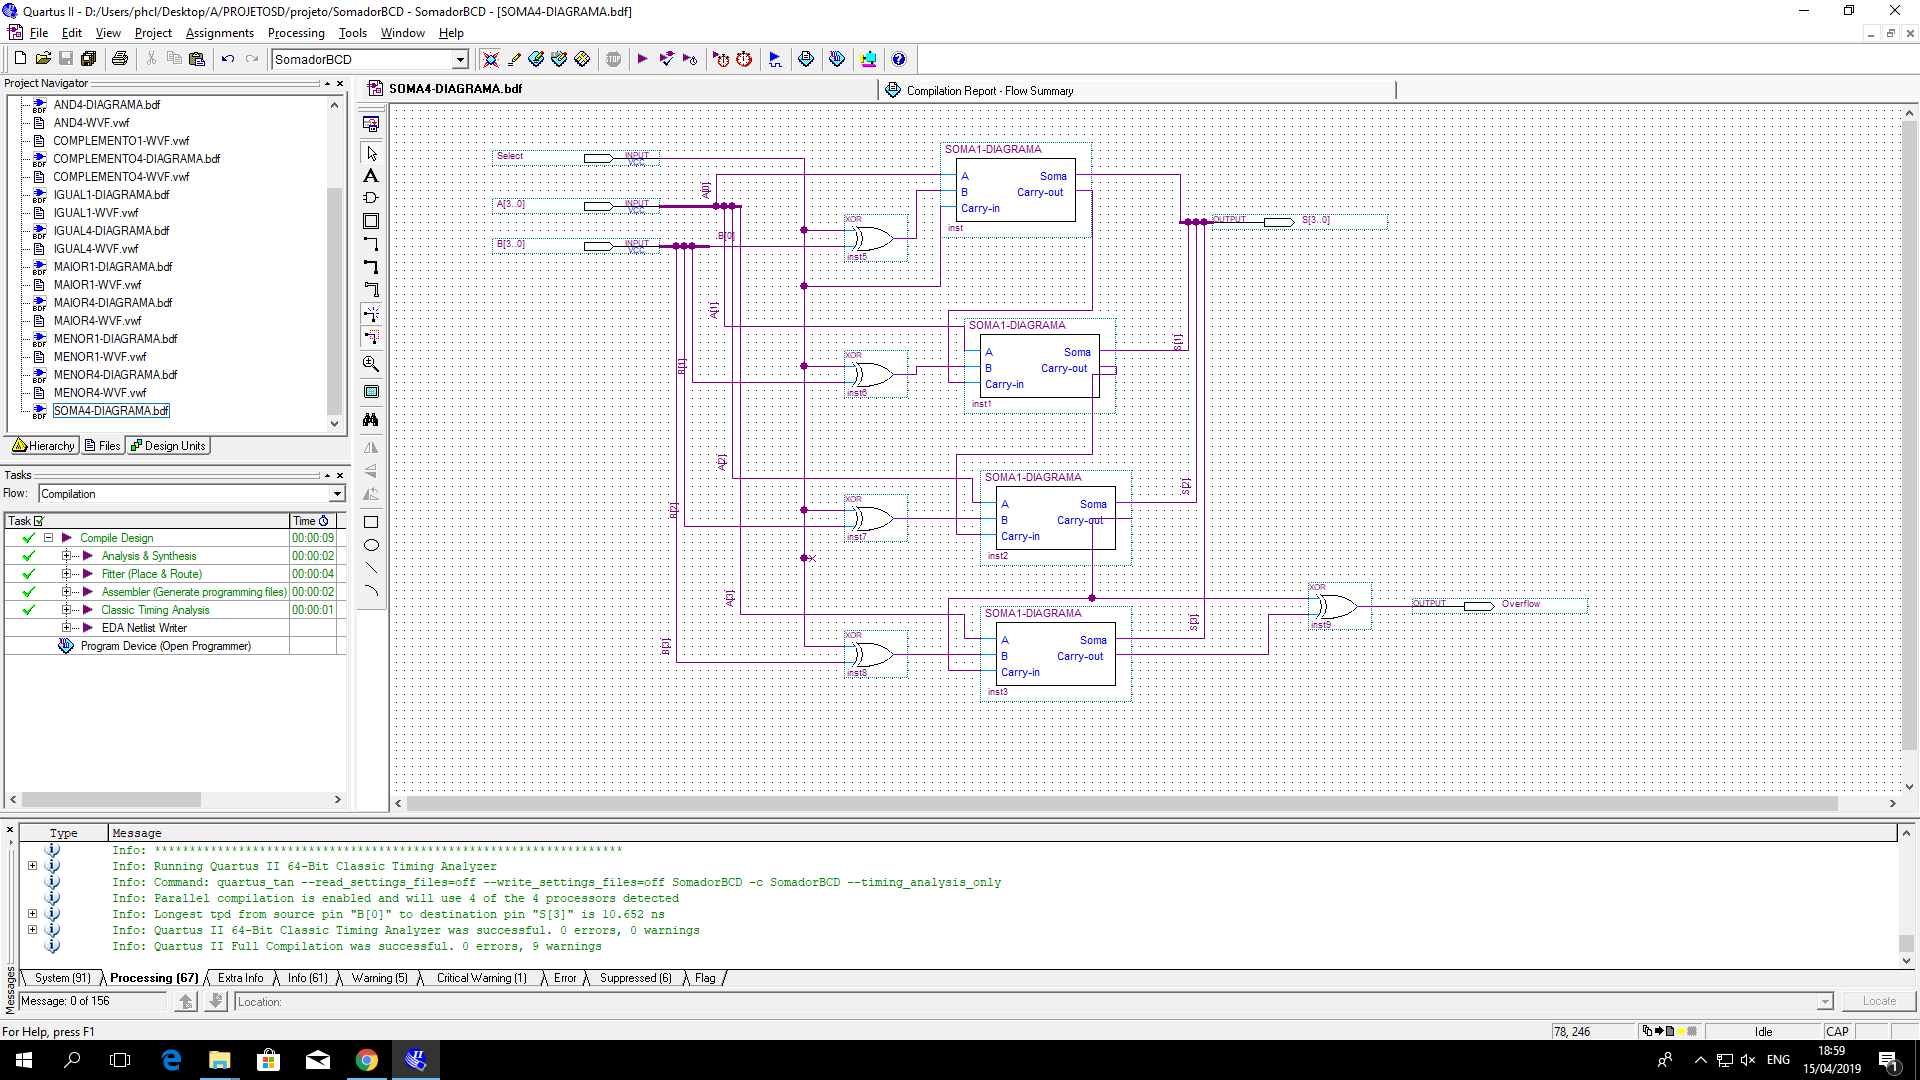 Quartus II - D:/Users/phcl/Desktop/A/PROJETOSD/projeto/SomadorBCD - SomadorBCD - [SOMA4-DIAGRAMA.bdf]
File Edit View Project Assignments Processing Tools Window Help
SomadorBCD
STOP
Project Navigator
AND4-DIAGRAMA.bdf
AND4-WVF.vwf
COMPLEMENTO1-WVF.vwf
COMPLEMENTO4-DIAGRAMA.bdf
COMPLEMENTO4-WVF.vwf
IGUAL1-DIAGRAMA.bdf
IGUAL1-WVF.vwf
IGUAL4-DIAGRAMA.bdf
IGUAL4-WVF.vwf
MAIOR1-DIAGRAMA.bdf
MAIOR1-WVF.vwf
MAIOR4-DIAGRAMA.bdf
MAIOR4-WVF.vwf
MENOR1-DIAGRAMA.bdf
MENOR1-WVF.vwf
MENOR4-DIAGRAMA.bdf
MENOR4-WVF.vwf
SOMA4-DIAGRAMA.bdf
Hierarchy Files Design Units
Tasks
Flow: Compilation
Task Time
Compile Design 00:00:09
Analysis & Synthesis 00:00:02
Fitter (Place & Route) 00:00:04
Assembler (Generate programming files) 00:00:02
Classic Timing Analysis 00:00:01
EDA Netlist Writer
Program Device (Open Programmer)
SOMA4-DIAGRAMA.bdf
Compilation Report - Flow Summary
Select INPUT VCC
A[3..0] INPUT VCC
B[3..0] INPUT VCC
A[0]
B[0]
XOR
inst5
SOMA1-DIAGRAMA
A Soma
B Carry-out
Carry-in
inst
OUTPUT S[3..0]
A[1]
B[1]
XOR
inst6
SOMA1-DIAGRAMA
A Soma
B Carry-out
Carry-in
inst1
S[1]
A[2]
B[2]
XOR
inst7
SOMA1-DIAGRAMA
A Soma
B Carry-out
Carry-in
inst2
S[2]
A[3]
B[3]
XOR
inst8
SOMA1-DIAGRAMA
A Soma
B Carry-out
Carry-in
inst3
S[3]
XOR
inst9
OUTPUT Overflow
Type Message
Info: *******************************************************************
Info: Running Quartus II 64-Bit Classic Timing Analyzer
Info: Command: quartus_tan --read_settings_files=off --write_settings_files=off SomadorBCD -c SomadorBCD --timing_analysis_only
Info: Parallel compilation is enabled and will use 4 of the 4 processors detected
Info: Longest tpd from source pin "B[0]" to destination pin "S[3]" is 10.652 ns
Info: Quartus II 64-Bit Classic Timing Analyzer was successful. 0 errors, 0 warnings
Info: Quartus II Full Compilation was successful. 0 errors, 9 warnings
System (91) Processing (67) Extra Info Info (61) Warning (5) Critical Warning (1) Error Suppressed (6) Flag
Messages
Message: 0 of 156 Location: Locate
For Help, press F1 78, 246 Idle CAP
ENG 18:59
15/04/2019
1